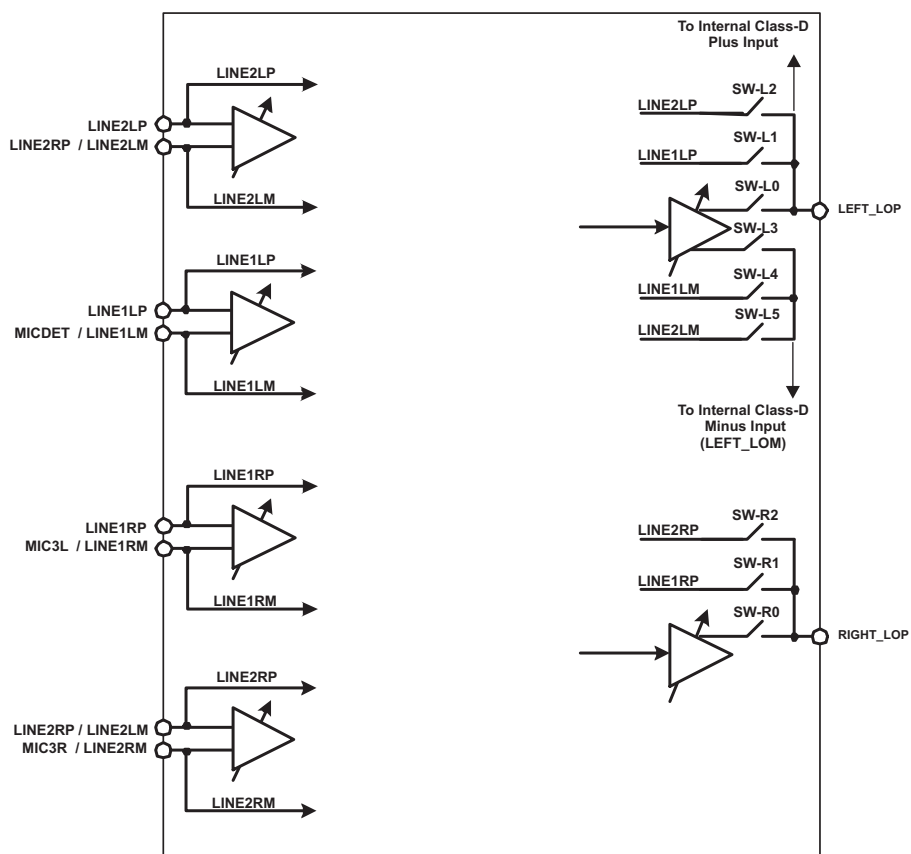 To Internal Class-D
Plus Input
LINE2LP
LINE2LP
LINE2RP / LINE2LM
LINE2LM
LINE1LP
LINE1LP
MICDET / LINE1LM
LINE1LM
LINE1RP
LINE1RP
MIC3L / LINE1RM
LINE1RM
LINE2RP
LINE2RP / LINE2LM
MIC3R / LINE2RM
LINE2RM
SW-L2
LINE2LP
SW-L1
LINE1LP
SW-L0
LEFT_LOP
SW-L3
SW-L4
LINE1LM
SW-L5
LINE2LM
To Internal Class-D
Minus Input
(LEFT_LOM)
SW-R2
LINE2RP
SW-R1
LINE1RP
SW-R0
RIGHT_LOP